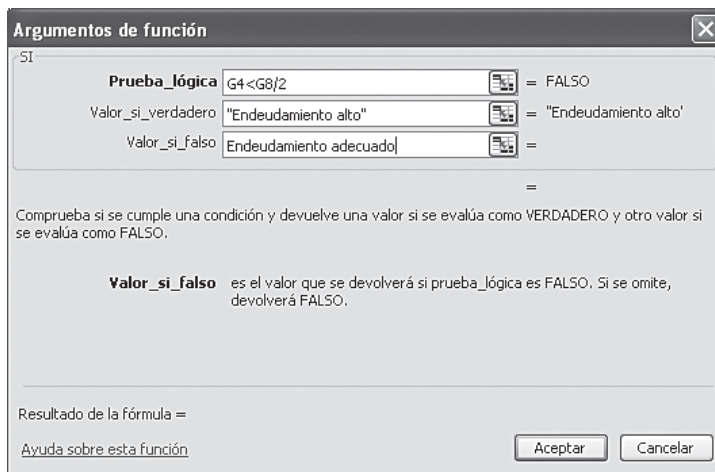 Argumentos de función
SI
Prueba_lógica G4<G8/2 = FALSO
Valor_si_verdadero "Endeudamiento alto" = "Endeudamiento alto'
Valor_si_falso Endeudamiento adecuado =
=
Comprueba si se cumple una condición y devuelve una valor si se evalúa como VERDADERO y otro valor si
se evalúa como FALSO.
Valor_si_falso es el valor que se devolverá si prueba_lógica es FALSO. Si se omite,
devolverá FALSO.
Resultado de la fórmula =
Ayuda sobre esta función Aceptar Cancelar